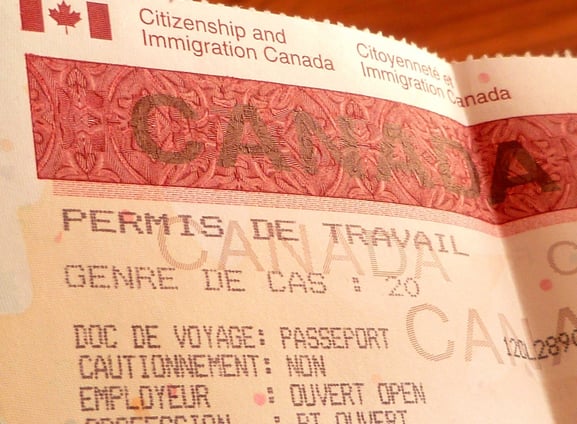 Citizenship and
Immigration Canada
Citoyenneté et
Immigration Canada
CANADA
PERMIS DE TRAVAIL
CANADA
GENRE DE CAS : 20
DOC DE VOYAGE: PASSEPORT
CAUTIONNEMENT: NON
EMPLOYEUR : OUVERT OPEN